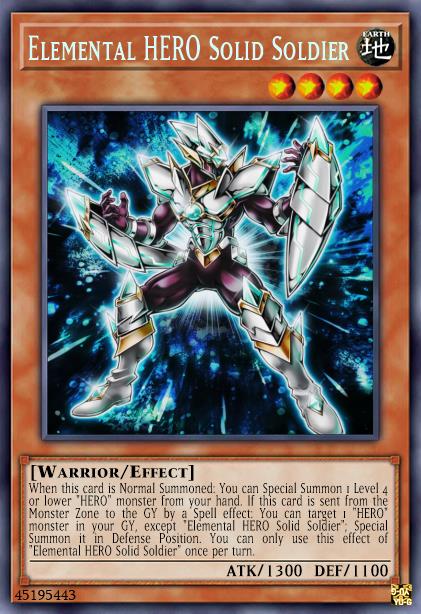 Elemental HERO Solid Soldier
EARTH
地
[Warrior/Effect]
When this card is Normal Summoned: You can Special Summon 1 Level 4
or lower "HERO" monster from your hand. If this card is sent from the
Monster Zone to the GY by a Spell effect: You can target 1 "HERO"
monster in your GY, except "Elemental HERO Solid Soldier"; Special
Summon it in Defense Position. You can only use this effect of
"Elemental HERO Solid Soldier" once per turn.
ATK/1300 DEF/1100
45195443